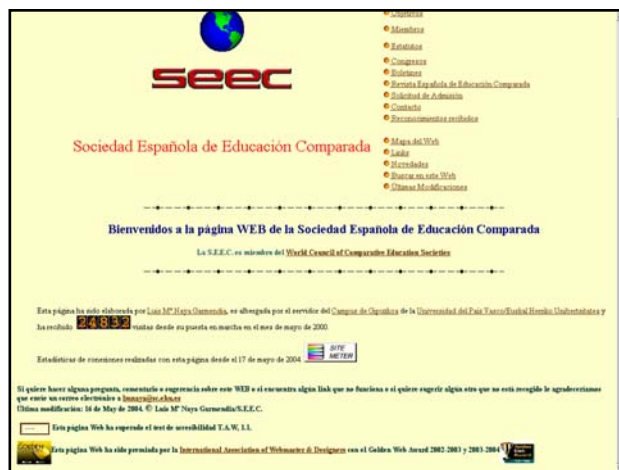 Objetivos
Miembros
Estatutos
Congresos
Boletines
Revista Española de Educación Comparada
Solicitud de Admisión
Contacto
Reconocimientos recibidos
seec
Sociedad Española de Educación Comparada
Mapa del Web
Links
Novedades
Buscar en este Web
Últimas Modificaciones
Bienvenidos a la página WEB de la Sociedad Española de Educación Comparada
La S.E.E.C. es miembro del World Council of Comparative Education Societies
Esta página ha sido elaborada por Luis Mª Naya Garmendia, es albergada por el servidor del Campus de Gipuzkoa de la Universidad del País Vasco/Euskal Herriko Unibertsitatea y
ha recibido 24832 visitas desde su puesta en marcha en el mes de mayo de 2000.
Estadísticas de conexiones realizadas con esta página desde el 17 de mayo de 2004 SITE METER
Si quiere hacer alguna pregunta, comentario o sugerencia sobre este WEB o si encuentra algún link que no funciona o si quiere sugerir algún otro que no está recogido le agradeceríamos
que envíe un correo electrónico a
Última modificación: 16 de May de 2004. © Luis Mª Naya Garmendia/S.E.E.C.
Esta página Web ha superado el test de accesibilidad T.A.W, 1.1.
GOLDEN Esta página Web ha sido premiada por la International Association of Webmaster & Designers con el Golden Web Award 2002-2003 y 2003-2004